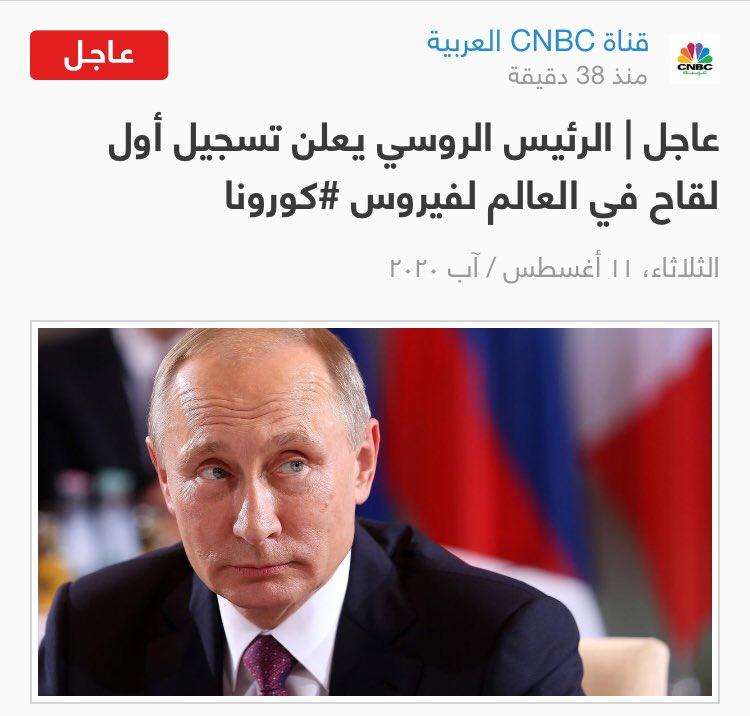 قناة CNBC العربية
عاجل
منذ 38 دقيقة
CNBC
عربية
عاجل | الرئيس الروسي يعلن تسجيل أول
لقاح في العالم لفيروس #كورونا
الثلاثاء، ١١ أغسطس / آب ٢٠٢٠